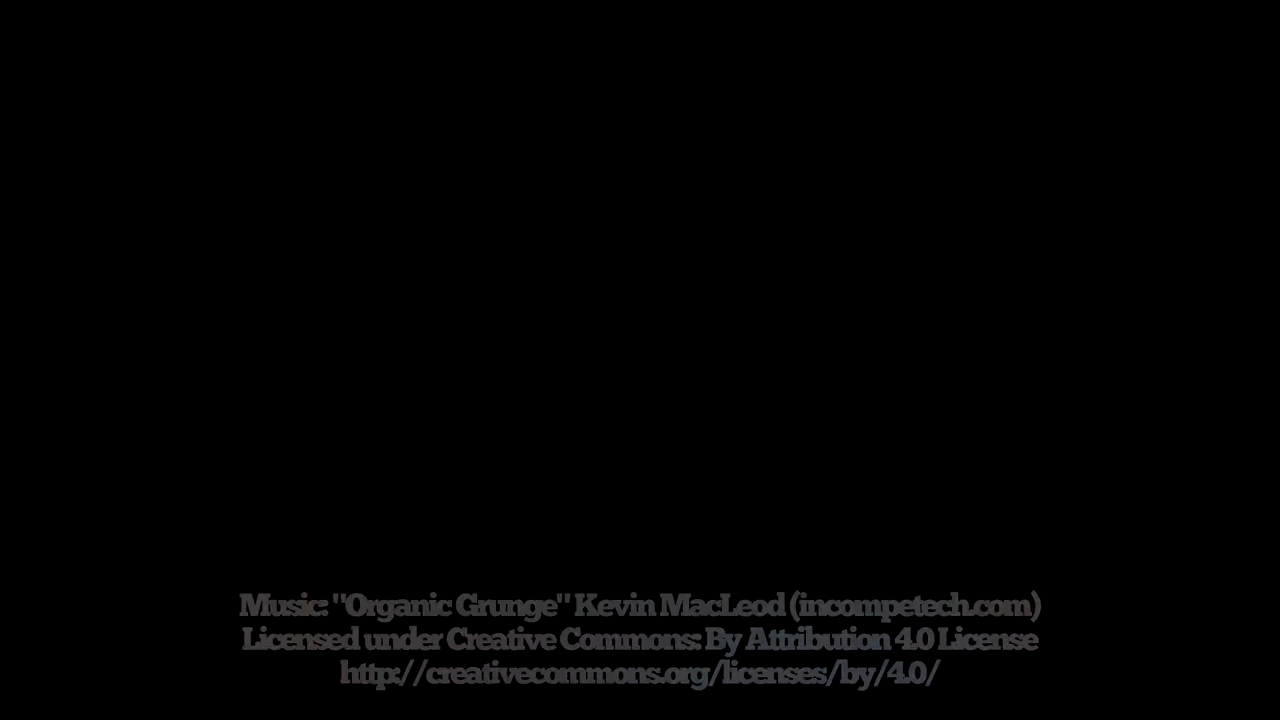 Music: "Organic Grunge" Kevin MacLeod (incompetech.com)
Licensed under Creative Commons: By Attribution 4.0 License
http://creativecommons.org/licenses/by/4.0/